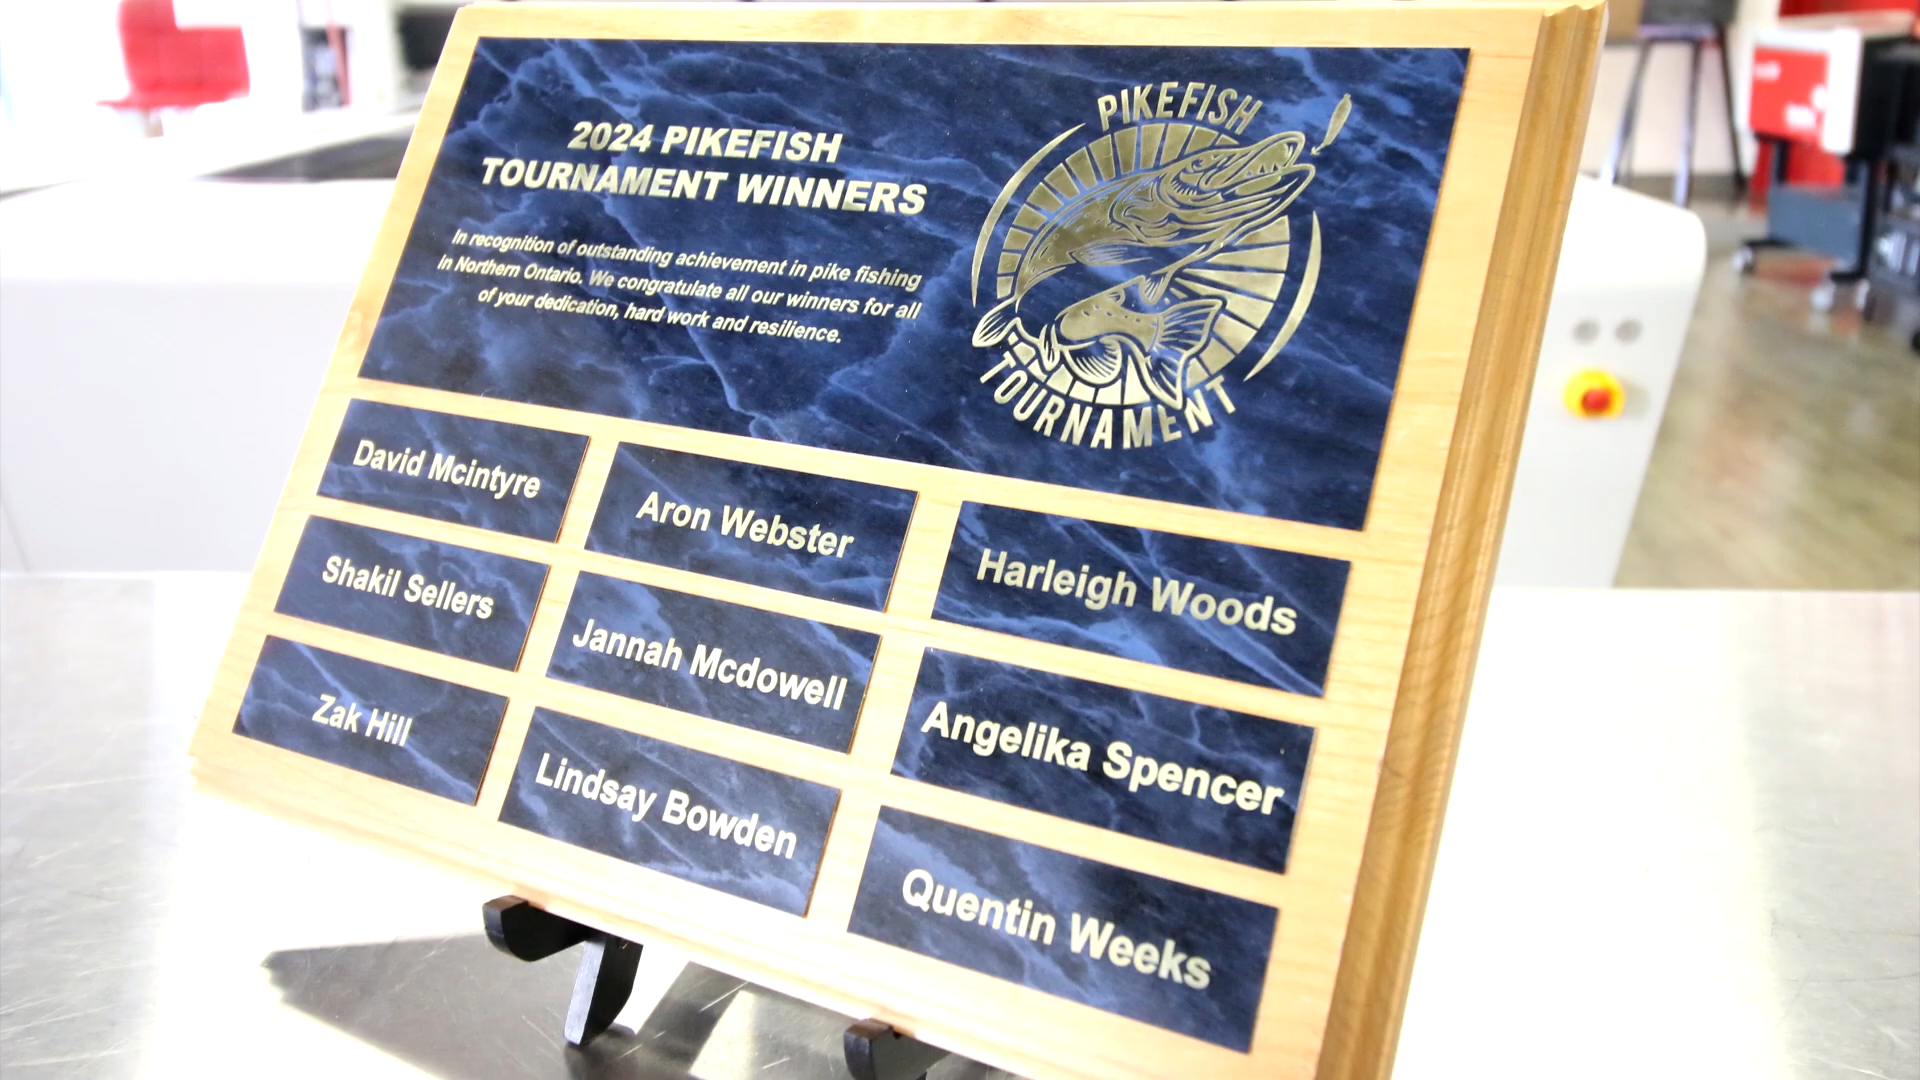 2024 PIKEFISH
TOURNAMENT WINNERS
In recognition of outstanding achievement in pike fishing
in Northern Ontario. We congratulate all our winners for all
of your dedication, hard work and resilience.
PIKEFISH
TOURNAMENT
David Mcintyre
Aron Webster
Harleigh Woods
Shakil Sellers
Jannah Mcdowell
Angelika Spencer
Zak Hill
Lindsay Bowden
Quentin Weeks